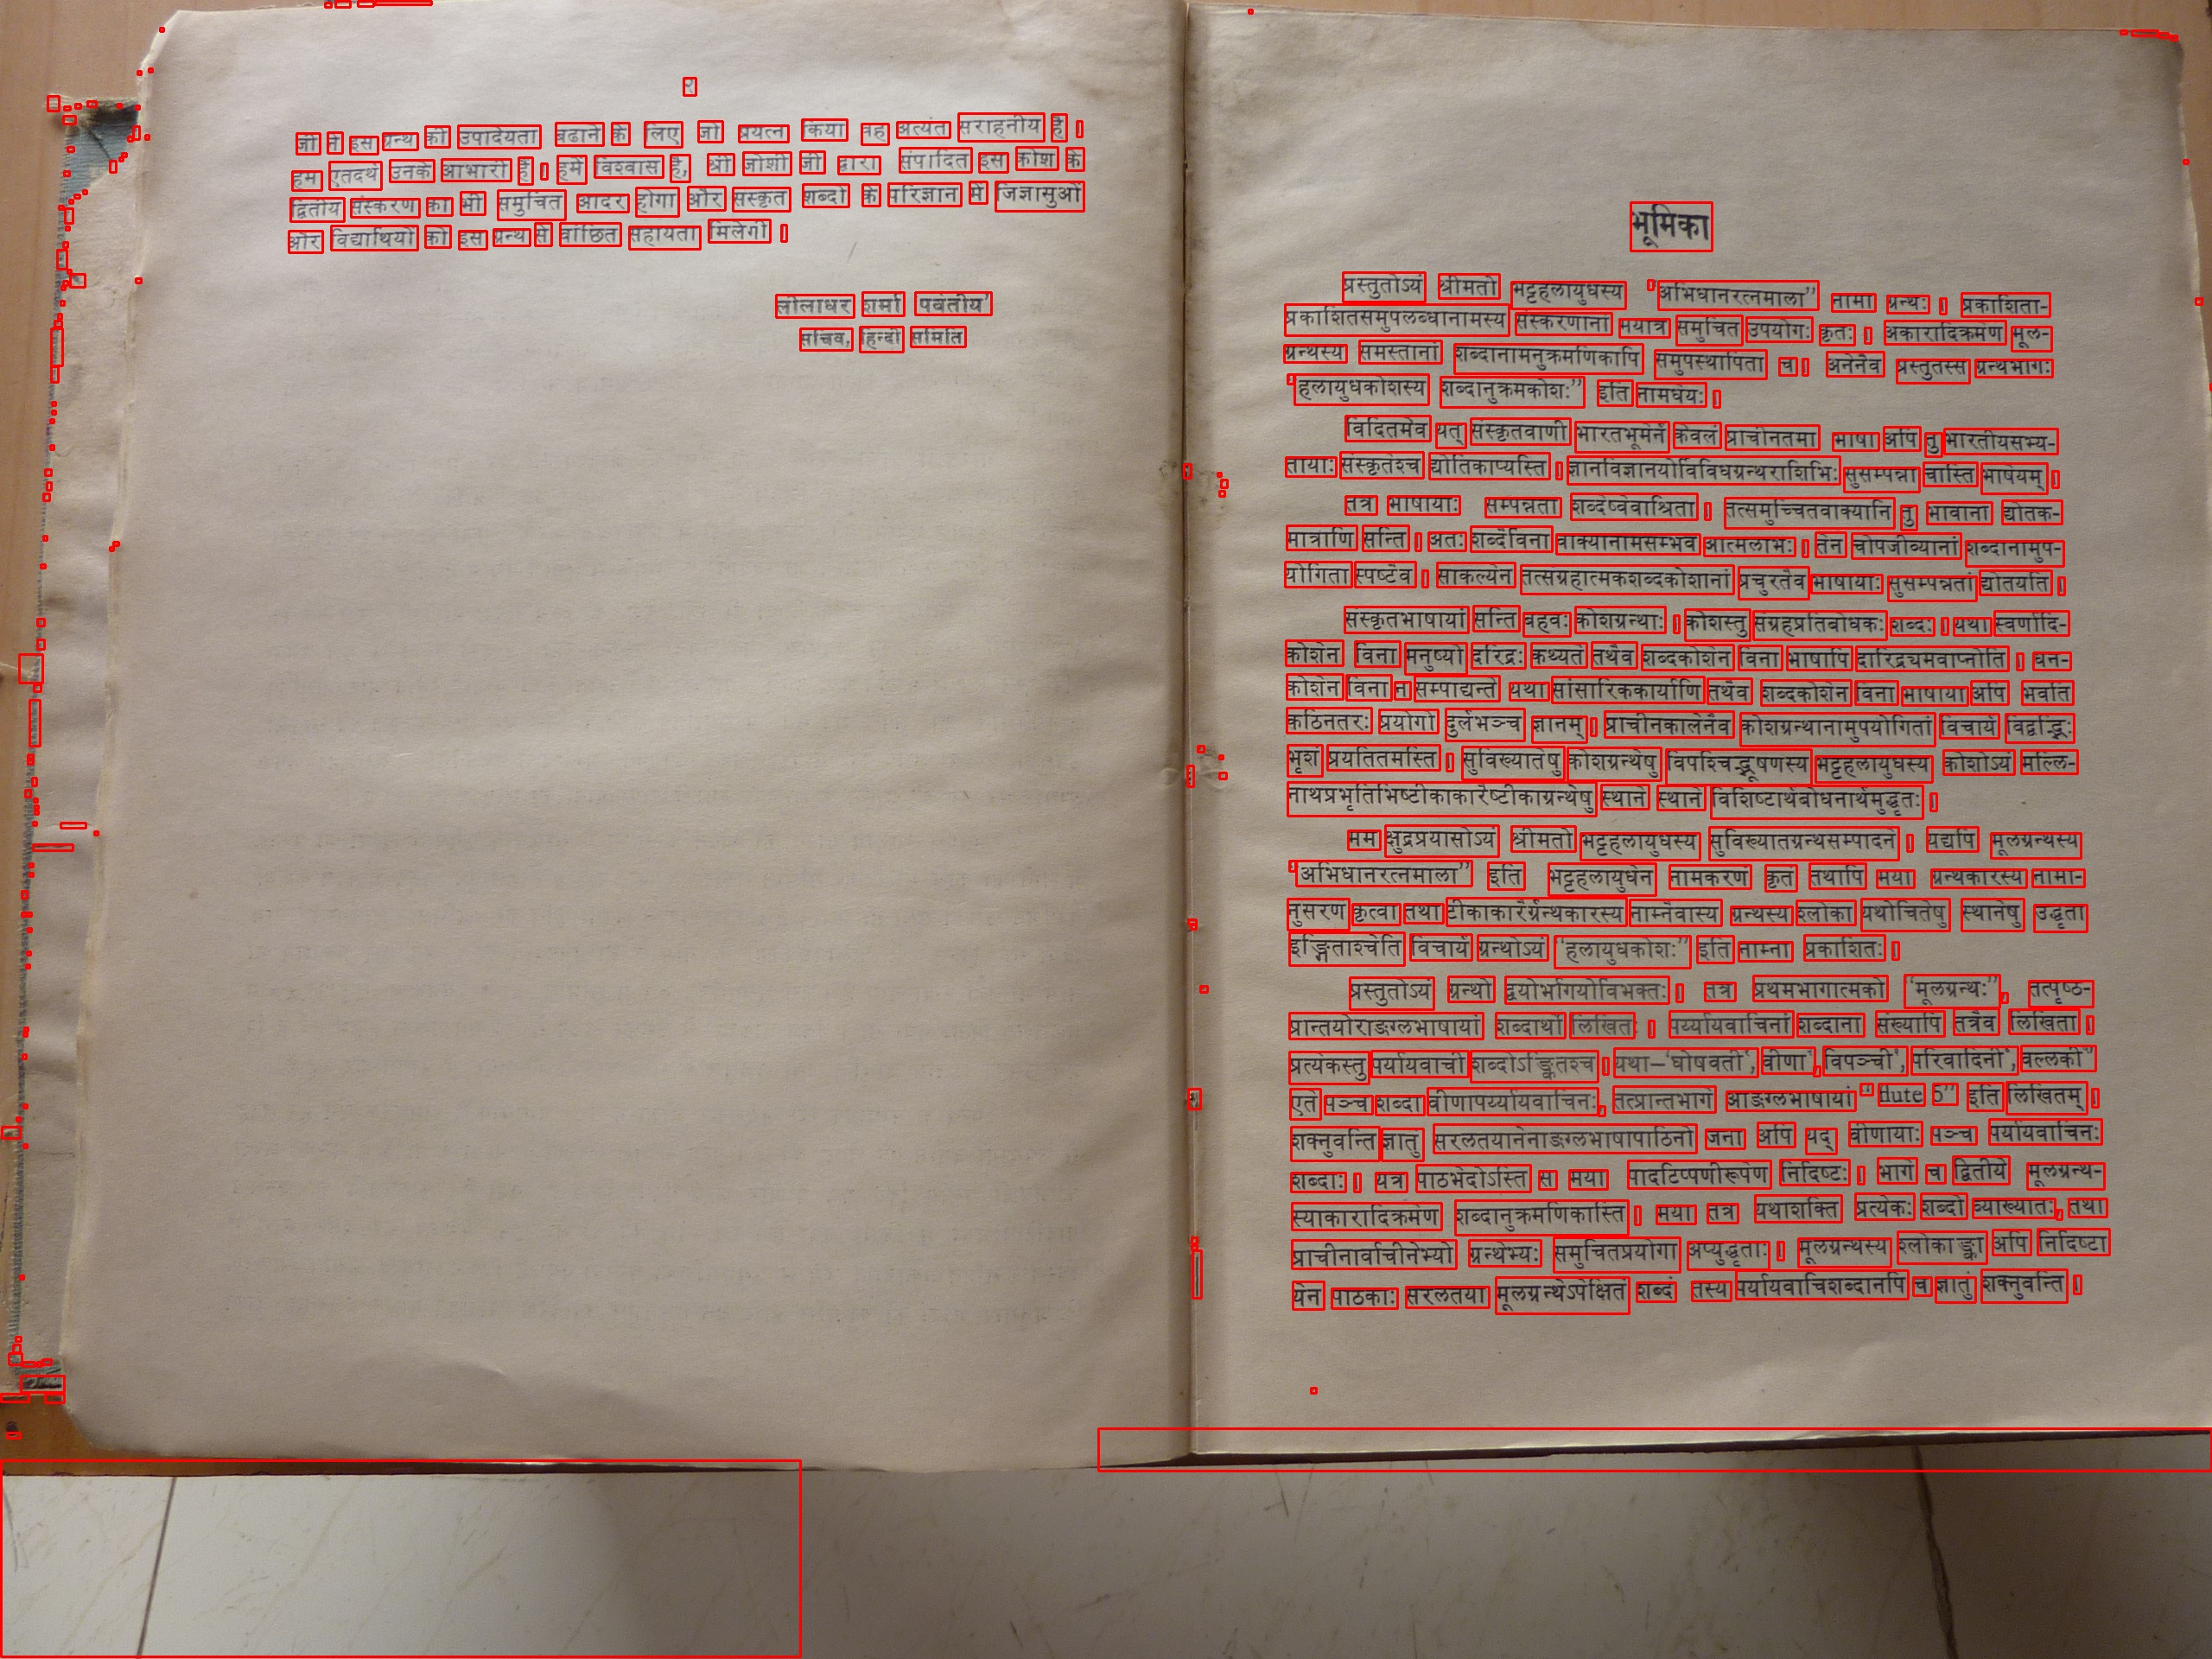 २
जी ने इस ग्रन्थ की उपादेयता बढाने के लिए जो प्रयत्न किया वह अत्यंत सराहनीय है ।
हम एतदर्थ उनके आभारी हैं । हमें विश्वास है, श्री जोशी जी द्वारा संपादित इस कोश के
द्वितीय संस्करण का भी समुचित आदर होगा और संस्कृत शब्दों के परिज्ञान में जिज्ञासुओं
और विद्यार्थियों को इस ग्रन्थ से वांछित सहायता मिलेगी ।
लीलाधर शर्मा पर्वतीय'
सचिव, हिन्दी समिति
भूमिका
प्रस्तुतोऽयं श्रीमतो भट्टहलायुधस्य “अभिधानरत्नमाला” नामा ग्रन्थः । प्रकाशिता-
प्रकाशितसमुपलब्धानामस्य संस्करणानां मयात्र समुचित उपयोगः कृतः । अकारादिक्रमेण मूल-
ग्रन्थस्य समस्तानां शब्दानामनुक्रमणिकापि समुपस्थापिता च । अनेनैव प्रस्तुतस्स ग्रन्थभागः
“हलायुधकोशस्य शब्दानुक्रमकोशः” इति नामधेयः ।
विदितमेव यत् संस्कृतवाणी भारतभूमेर्न केवलं प्राचीनतमा भाषा अपि तु भारतीयसभ्य-
तायाः संस्कृतेश्च द्योतिकाप्यस्ति । ज्ञानविज्ञानयोर्विविधग्रन्थराशिभिः सुसम्पन्ना चास्ति भाषेयम् ।
तत्र भाषायाः सम्पन्नता शब्देष्वेवाश्रिता । तत्समुच्चितवाक्यानि तु भावाना द्योतक-
मात्राणि सन्ति । अतः शब्दैर्विना वाक्यानामसम्भव आत्मलाभः । तेन चोपजीव्यानां शब्दानामुप-
योगिता स्पष्टैव । साकल्येन तत्संग्रहात्मकशब्दकोशानां प्रचुरतैव भाषायाः सुसम्पन्नतां द्योतयति ।
संस्कृतभाषायां सन्ति बहवः कोशग्रन्थाः । कोशस्तु संग्रहप्रतिबोधकः शब्दः । यथा स्वर्णादि-
कोशेन विना मनुष्यो दरिद्रः कथ्यते तथैव शब्दकोशेन विना भाषापि दारिद्र्यमवाप्नोति । धन-
कोशेन विना न सम्पाद्यन्ते यथा सांसारिककार्याणि तथैव शब्दकोशेन विना भाषाया अपि भवति
कठिनतरः प्रयोगो दुर्लभञ्च ज्ञानम् । प्राचीनकालेनैव कोशग्रन्थानामुपयोगितां विचार्य विद्वद्भिः
भृशं प्रयतितमस्ति । सुविख्यातेषु कोशग्रन्थेषु विपश्चिद्भूषणस्य भट्टहलायुधस्य कोशोऽयं मल्लि-
नाथप्रभृतिभिष्टीकाकारैष्टीकाग्रन्थेषु स्थाने स्थाने विशिष्टार्थबोधनार्थमुद्धृतः ।
मम क्षुद्रप्रयासोऽयं श्रीमतो भट्टहलायुधस्य सुविख्यातग्रन्थसम्पादने । यद्यपि मूलग्रन्थस्य
“अभिधानरत्नमाला” इति भट्टहलायुधेन नामकरणं कृतं तथापि मया ग्रन्थकारस्य नामा-
नुसरण कृत्वा तथा टीकाकारैर्ग्रन्थकारस्य नाम्नैवास्य ग्रन्थस्य श्लोका यथोचितेषु स्थानेषु उद्धृता
इङ्गिताश्चेति विचार्य ग्रन्थोऽयं “हलायुधकोशः” इति नाम्ना प्रकाशितः ।
प्रस्तुतोऽयं ग्रन्थो द्वयोर्भागयोर्विभक्तः । तत्र प्रथमभागात्मको “मूलग्रन्थः”, तत्पृष्ठ-
प्रान्तयोराङग्लभाषायां शब्दार्थो लिखितः । पर्य्यायवाचिनां शब्दाना संख्यापि तत्रैव लिखिता ।
प्रत्येकस्तु पर्यायवाची शब्दोऽङ्कितश्च । यथा–‘घोषवती’, वीणा’, विपञ्ची’, परिवादिनी’, वल्लकी”
एते पञ्च शब्दा वीणापर्य्यायवाचिनः, तत्प्रान्तभागे आङग्लभाषायां “flute 5” इति लिखितम् ।
शक्नुवन्ति ज्ञातु सरलतयानेनाङग्लभाषापाठिनो जना अपि यद् वीणायाः पञ्च पर्यायवाचिनः
शब्दाः । यत्र पाठभेदोऽस्ति स मया पादटिप्पणीरूपेण निर्दिष्टः । भागे च द्वितीये मूलग्रन्थ-
स्याकारादिक्रमेण शब्दानुक्रमणिकास्ति । मया तत्र यथाशक्ति प्रत्येकः शब्दो व्याख्यातः, तथा
प्राचीनार्वाचीनेभ्यो ग्रन्थेभ्यः समुचितप्रयोगा अप्युद्धृताः । मूलग्रन्थस्य श्लोकाङ्का अपि निर्दिष्टा
येन पाठकाः सरलतया मूलग्रन्थेऽपेक्षितं शब्दं तस्य पर्यायवाचिशब्दानपि च ज्ञातुं शक्नुवन्ति ।